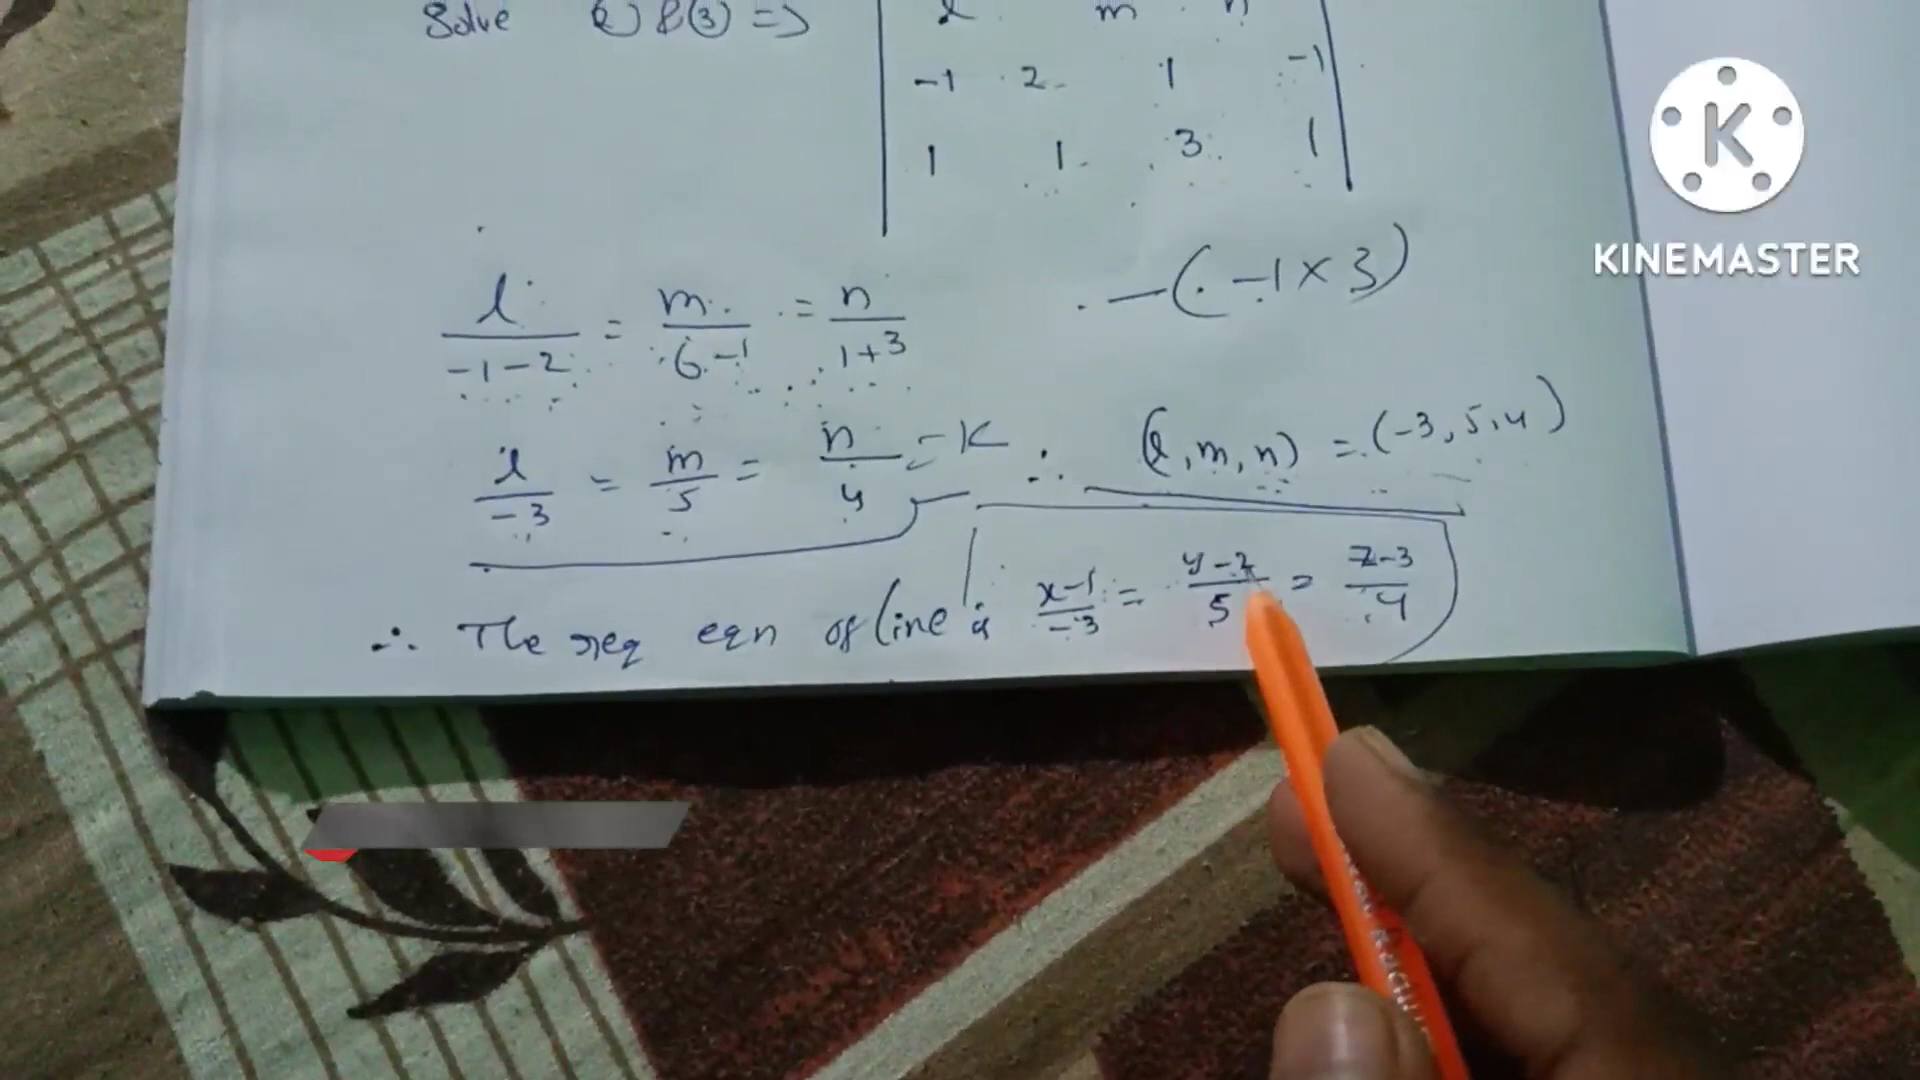 Solve (2) & (3) => l m n
-1 2 1 -1
1 1 3 1
KINEMASTER
l/(-1-2) = m/(6-1) = n/(1+3) -(-1×3)
l/-3 = m/5 = n/4 = K ∴ (l, m, n) = (-3, 5, 4)
∴ The req eqn of line is (x-1)/-3 = (y-2)/5 = (z-3)/4